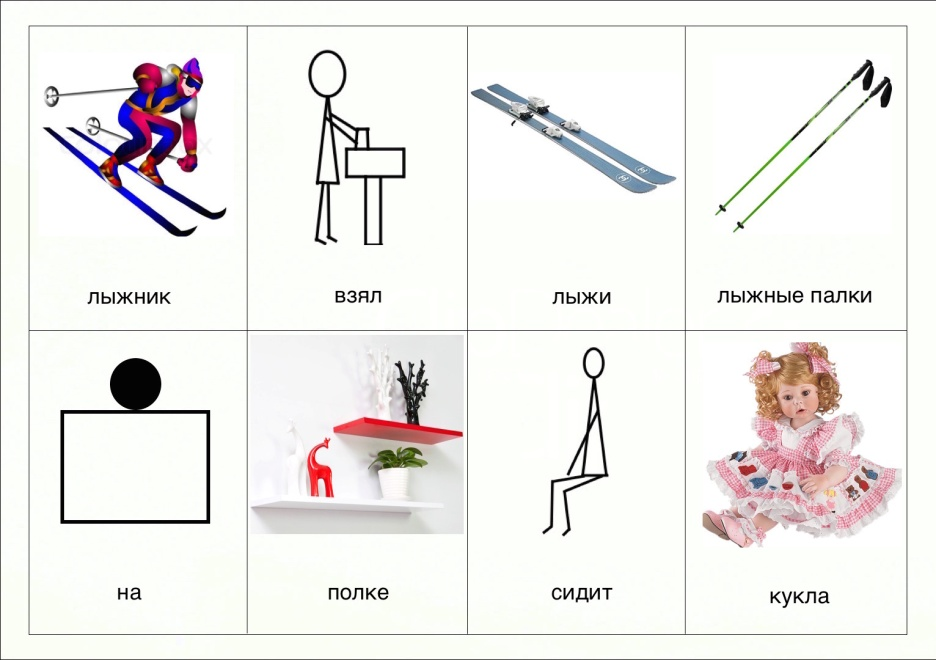 лыжник
взял
лыжи
лыжные палки
на
полке
сидит
кукла